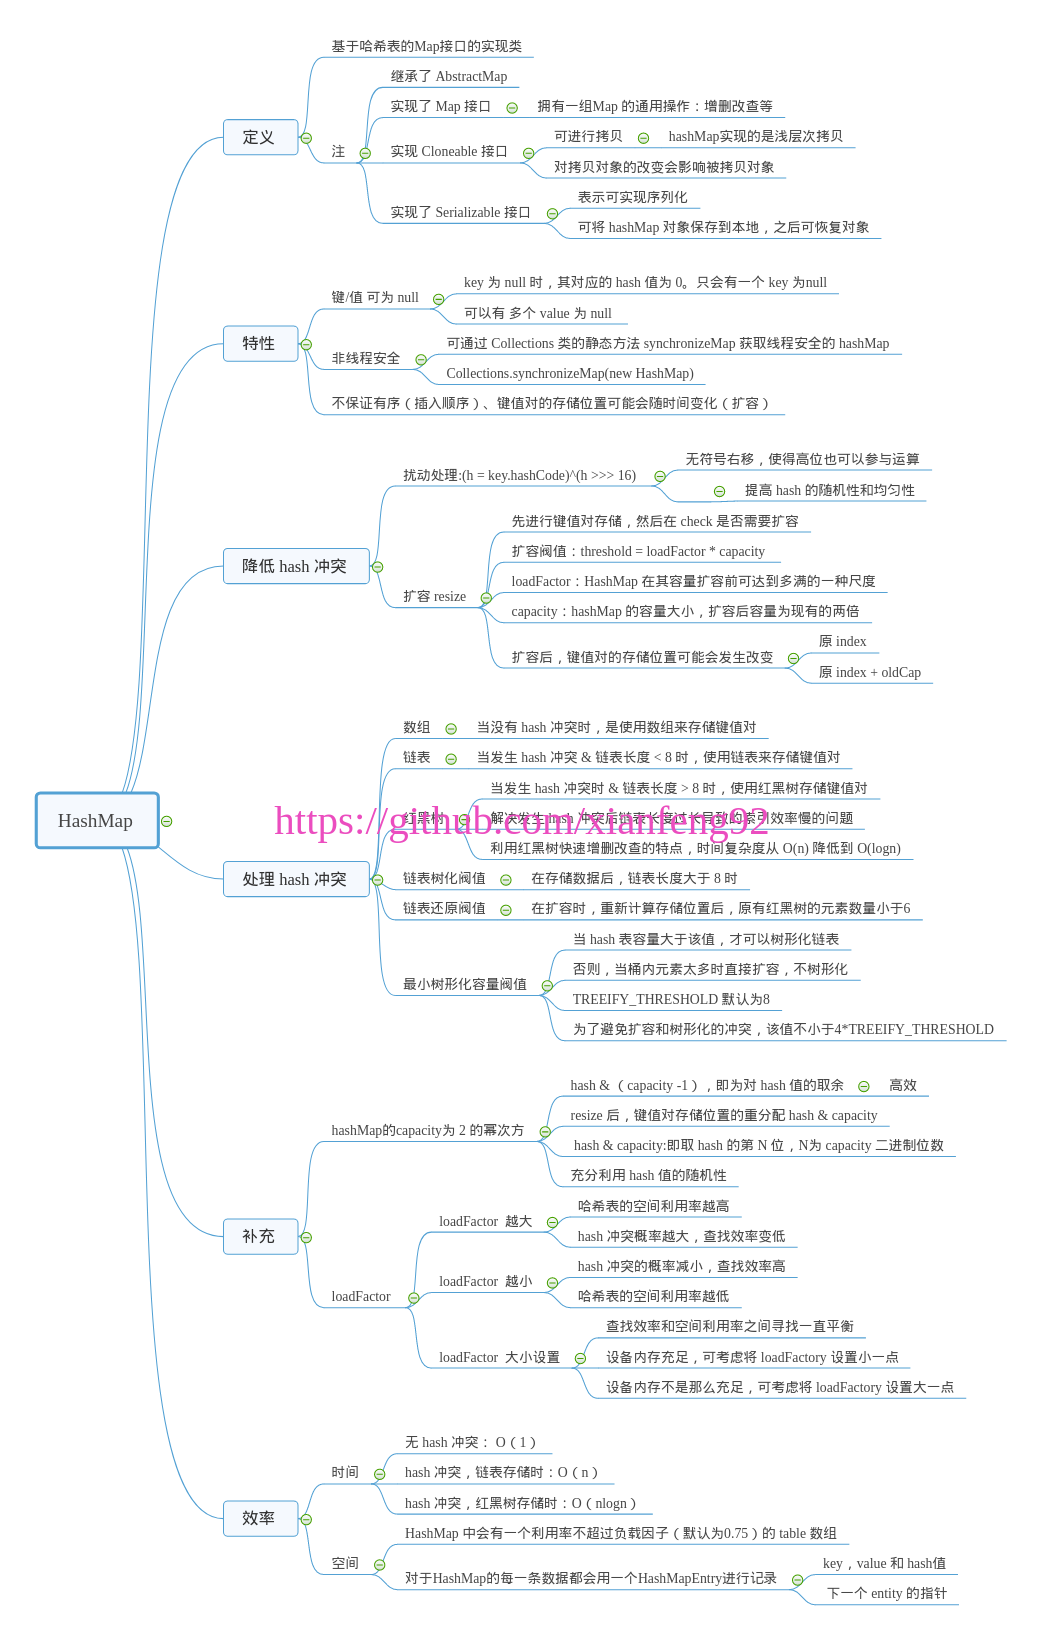 基于哈希表的Map接口的实现类
继承了 AbstractMap
实现了 Map 接口
拥有一组Map 的通用操作：增删改查等
定义
可进行拷贝
hashMap实现的是浅层次拷贝
注
实现 Cloneable 接口
对拷贝对象的改变会影响被拷贝对象
表示可实现序列化
实现了 Serializable 接口
可将 hashMap 对象保存到本地，之后可恢复对象
key 为 null 时，其对应的 hash 值为 0。只会有一个 key 为null
键/值 可为 null
可以有 多个 value 为 null
特性
可通过 Collections 类的静态方法 synchronizeMap 获取线程安全的 hashMap
非线程安全
Collections.synchronizeMap(new HashMap)
不保证有序（插入顺序）、键值对的存储位置可能会随时间变化（扩容）
无符号右移，使得高位也可以参与运算
扰动处理:(h = key.hashCode)^(h >>> 16)
提高 hash 的随机性和均匀性
先进行键值对存储，然后在 check 是否需要扩容
扩容阀值：threshold = loadFactor * capacity
降低 hash 冲突
loadFactor：HashMap 在其容量扩容前可达到多满的一种尺度
扩容 resize
capacity：hashMap 的容量大小，扩容后容量为现有的两倍
原 index
扩容后，键值对的存储位置可能会发生改变
原 index + oldCap
数组
当没有 hash 冲突时，是使用数组来存储键值对
链表
当发生 hash 冲突 & 链表长度 < 8 时，使用链表来存储键值对
当发生 hash 冲突时 & 链表长度 > 8 时，使用红黑树存储键值对
HashMap
https://github.com/xianfeng92
红黑树
解决发生 hash 冲突后链表长度过长导致的索引效率慢的问题
利用红黑树快速增删改查的特点，时间复杂度从 O(n) 降低到 O(logn)
处理 hash 冲突
链表树化阀值
在存储数据后，链表长度大于 8 时
链表还原阀值
在扩容时，重新计算存储位置后，原有红黑树的元素数量小于6
当 hash 表容量大于该值，才可以树形化链表
否则，当桶内元素太多时直接扩容，不树形化
最小树形化容量阀值
TREEIFY_THRESHOLD 默认为8
为了避免扩容和树形化的冲突，该值不小于4*TREEIFY_THRESHOLD
hash & （capacity -1），即为对 hash 值的取余
高效
resize 后，键值对存储位置的重分配 hash & capacity
hashMap的capacity为 2 的幂次方
hash & capacity:即取 hash 的第 N 位，N为 capacity 二进制位数
充分利用 hash 值的随机性
哈希表的空间利用率越高
loadFactor 越大
补充
hash 冲突概率越大，查找效率变低
hash 冲突的概率减小，查找效率高
loadFactor 越小
loadFactor
哈希表的空间利用率越低
查找效率和空间利用率之间寻找一直平衡
loadFactor 大小设置
设备内存充足，可考虑将 loadFactory 设置小一点
设备内存不是那么充足，可考虑将 loadFactory 设置大一点
无 hash 冲突： O（1）
时间
hash 冲突，链表存储时：O（n）
hash 冲突，红黑树存储时：O（nlogn）
效率
HashMap 中会有一个利用率不超过负载因子（默认为0.75）的 table 数组
空间
key，value 和 hash值
对于HashMap的每一条数据都会用一个HashMapEntry进行记录
下一个 entity 的指针